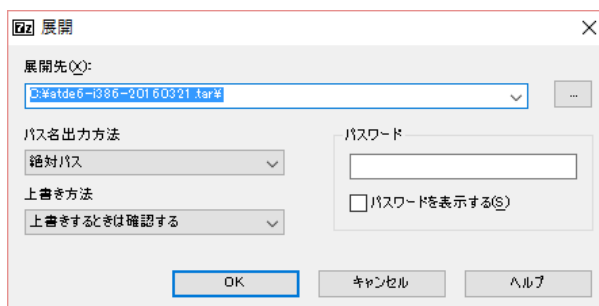 7z 展開
展開先(X):
C:¥atde6-i386-20160321.tar¥
...
パス名出力方法
絶対パス
上書き方法
上書きするときは確認する
パスワード
パスワードを表示する(S)
OK
キャンセル
ヘルプ